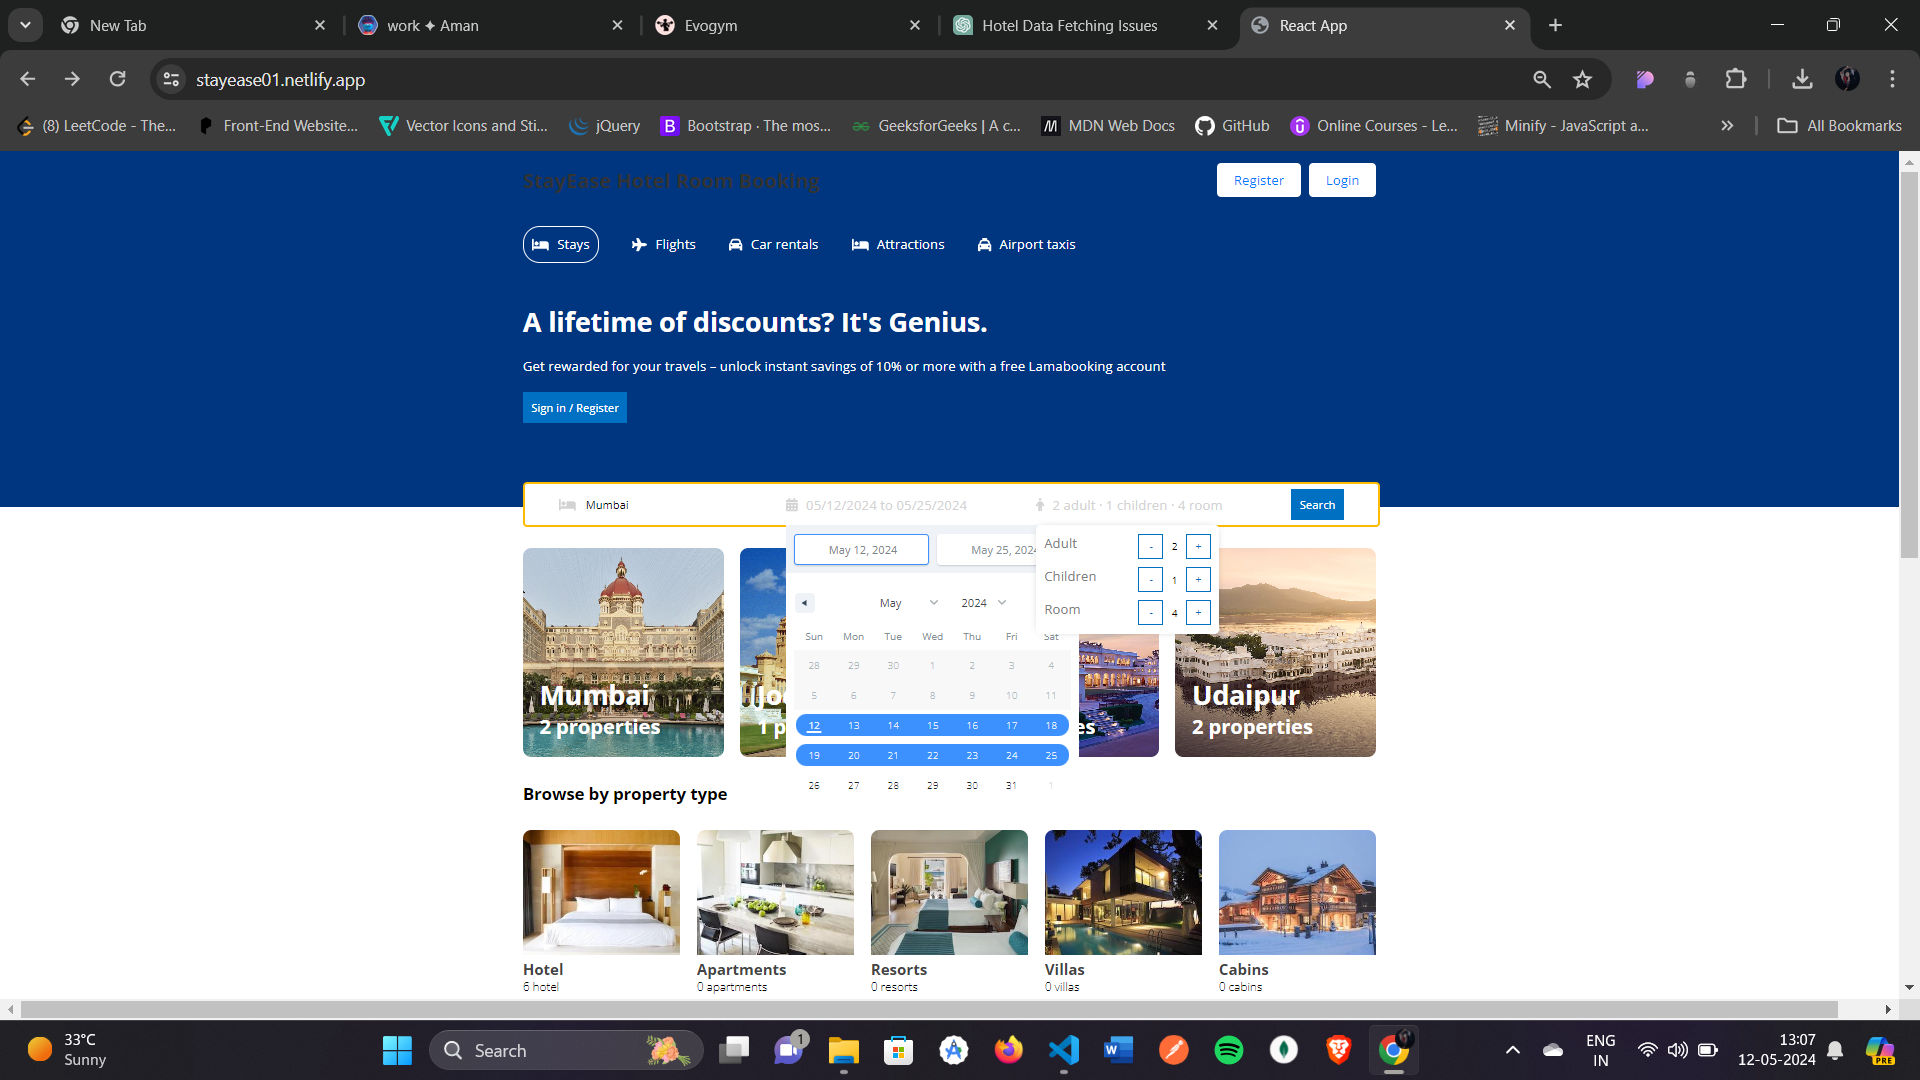 New Tab
work ✦ Aman
Evogym
Hotel Data Fetching Issues
React App
stayease01.netlify.app
(8) LeetCode - The...
Front-End Website...
Vector Icons and Sti...
jQuery
Bootstrap · The mos...
GeeksforGeeks | A c...
MDN Web Docs
GitHub
Online Courses - Le...
Minify - JavaScript a...
All Bookmarks
StayEase Hotel Room Booking
Register
Login
Stays
Flights
Car rentals
Attractions
Airport taxis
A lifetime of discounts? It's Genius.
Get rewarded for your travels – unlock instant savings of 10% or more with a free Lamabooking account
Sign in / Register
Mumbai
05/12/2024 to 05/25/2024
2 adult · 1 children · 4 room
Search
May 12, 2024
May 25, 202
Adult - 2 +
Children - 1 +
Room - 4 +
May 2024
Sun Mon Tue Wed Thu Fri Sat
28 29 30 1 2 3 4
5 6 7 8 9 10 11
12 13 14 15 16 17 18
19 20 21 22 23 24 25
26 27 28 29 30 31 1
Mumbai
2 properties
Jo
1 p
es
Udaipur
2 properties
Browse by property type
Hotel
6 hotel
Apartments
0 apartments
Resorts
0 resorts
Villas
0 villas
Cabins
0 cabins
33°C
Sunny
Search
1
ENG
IN
13:07
12-05-2024
PRE